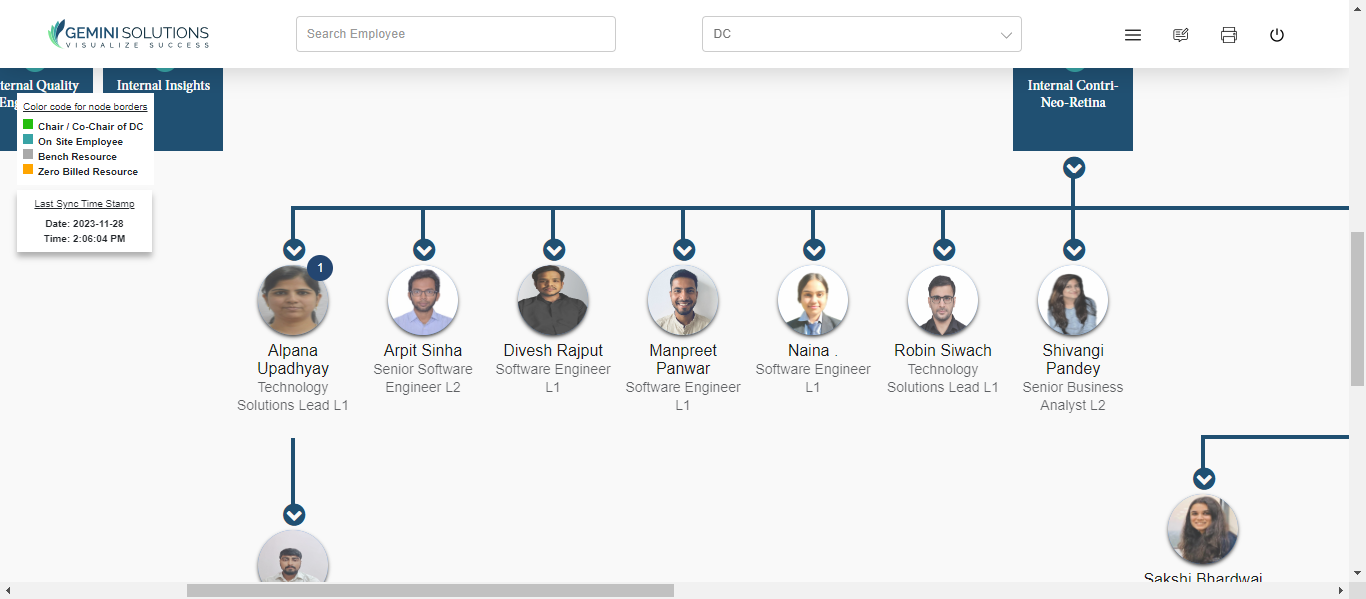 GEMINI SOLUTIONS
VISUALIZE SUCCESS
Search Employee
DC
ternal Quality
Eng
Internal Insights
Internal Contri-
Neo-Retina
Color code for node borders
Chair / Co-Chair of DC
On Site Employee
Bench Resource
Zero Billed Resource
Last Sync Time Stamp
Date: 2023-11-28
Time: 2:06:04 PM
1
Alpana
Upadhyay
Technology
Solutions Lead L1
Arpit Sinha
Senior Software
Engineer L2
Divesh Rajput
Software Engineer
L1
Manpreet
Panwar
Software Engineer
L1
Naina .
Software Engineer
L1
Robin Siwach
Technology
Solutions Lead L1
Shivangi
Pandey
Senior Business
Analyst L2
Sakshi Bhardwaj